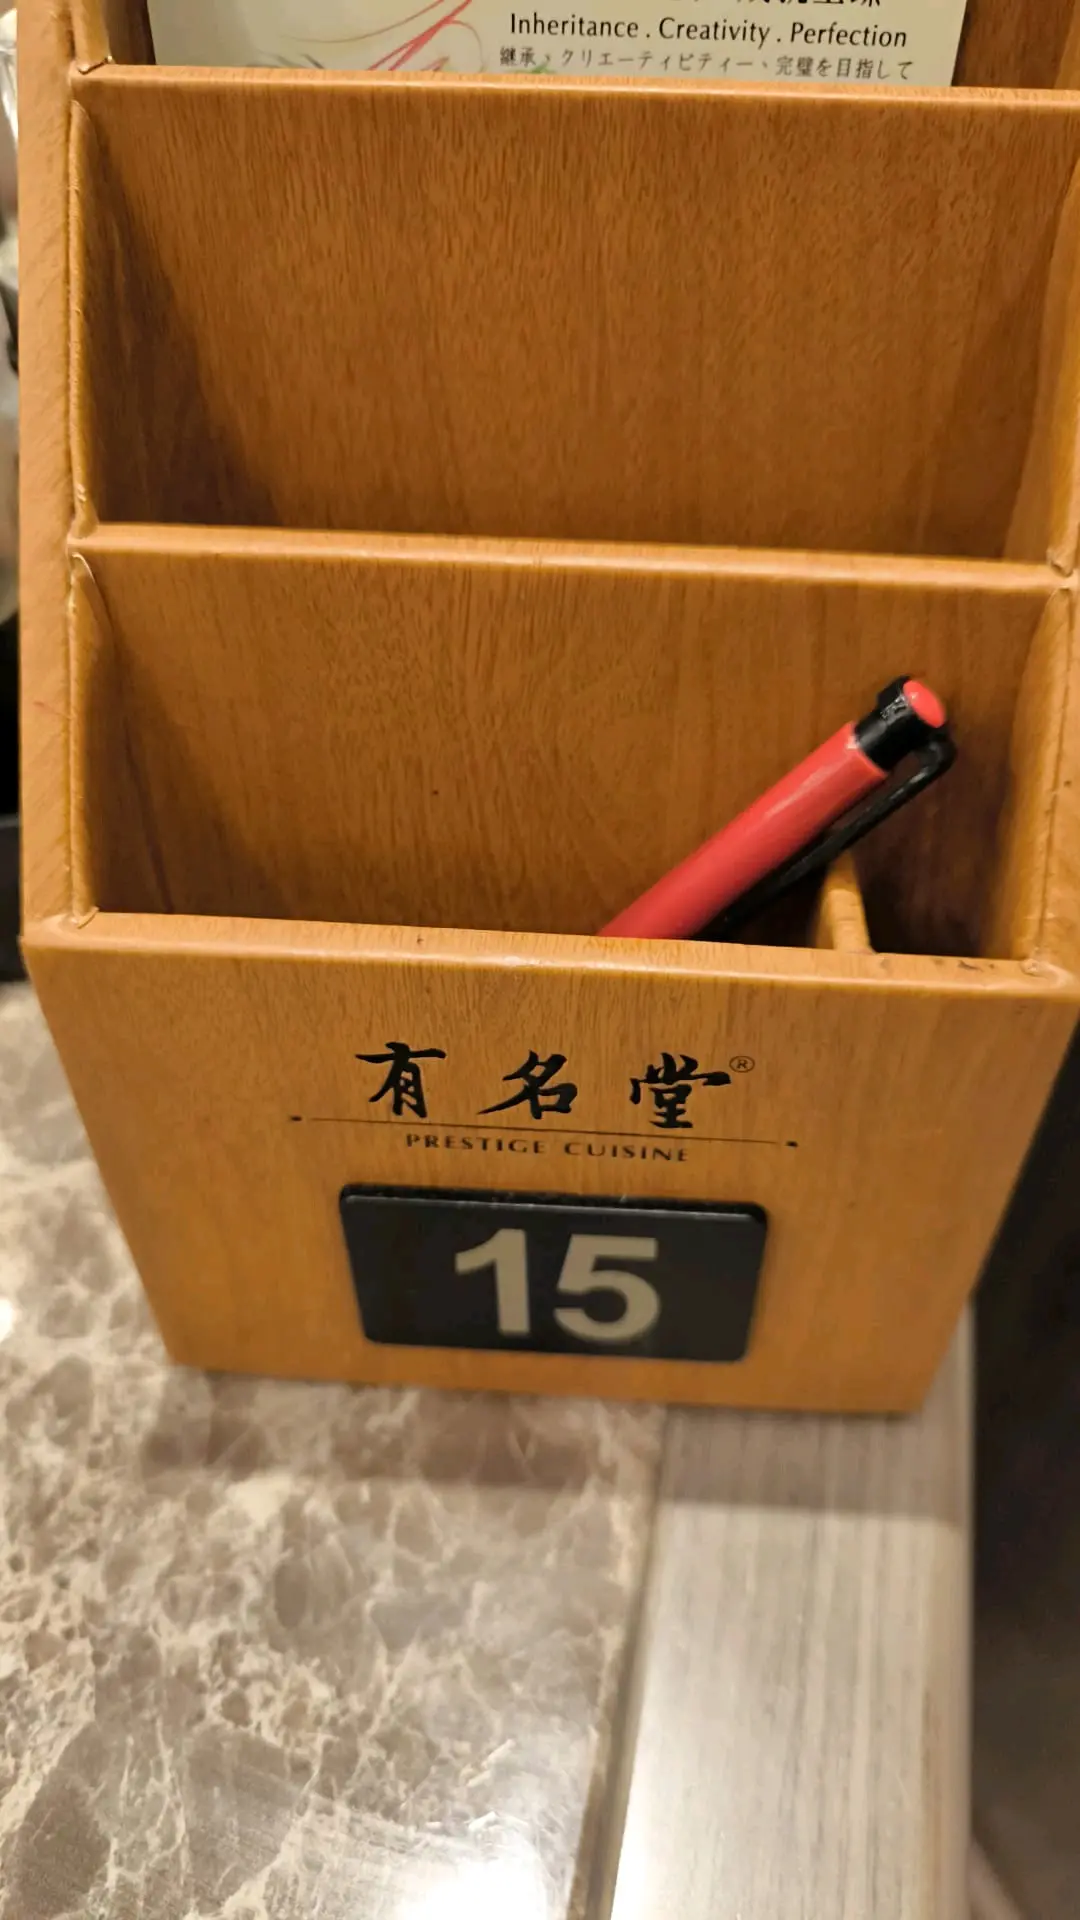 Inheritance . Creativity . Perfection
継承、クリエーティビティー、完璧を目指して
有名堂®
PRESTIGE CUISINE
15